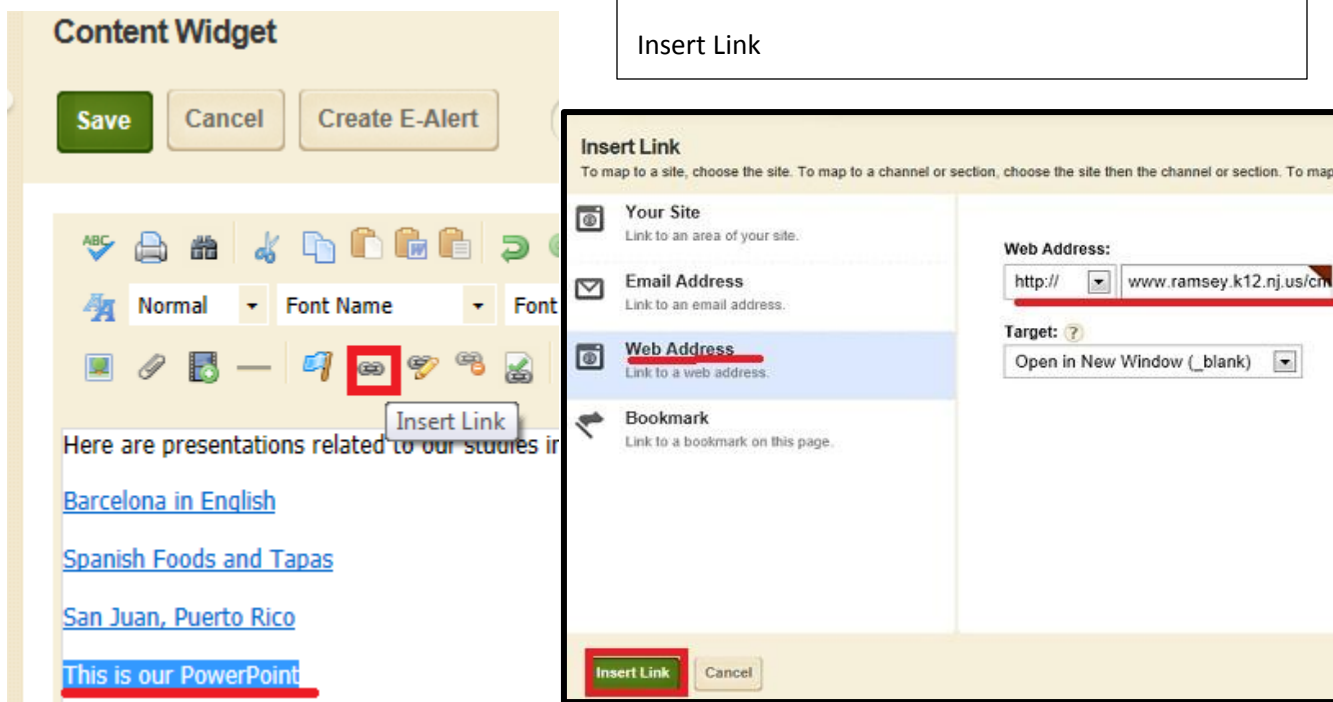 Content Widget
Save
Cancel
Create E-Alert
ABC
Normal
Font Name
Font
Insert Link
Here are presentations related to our studies in
Barcelona in English
Spanish Foods and Tapas
San Juan, Puerto Rico
This is our PowerPoint
Insert Link
Insert Link
To map to a site, choose the site. To map to a channel or section, choose the site then the channel or section. To map
Your Site
Link to an area of your site.
Email Address
Link to an email address.
Web Address
Link to a web address.
Bookmark
Link to a bookmark on this page.
Web Address:
http://
www.ramsey.k12.nj.us/cm
Target: ?
Open in New Window (_blank)
Insert Link
Cancel